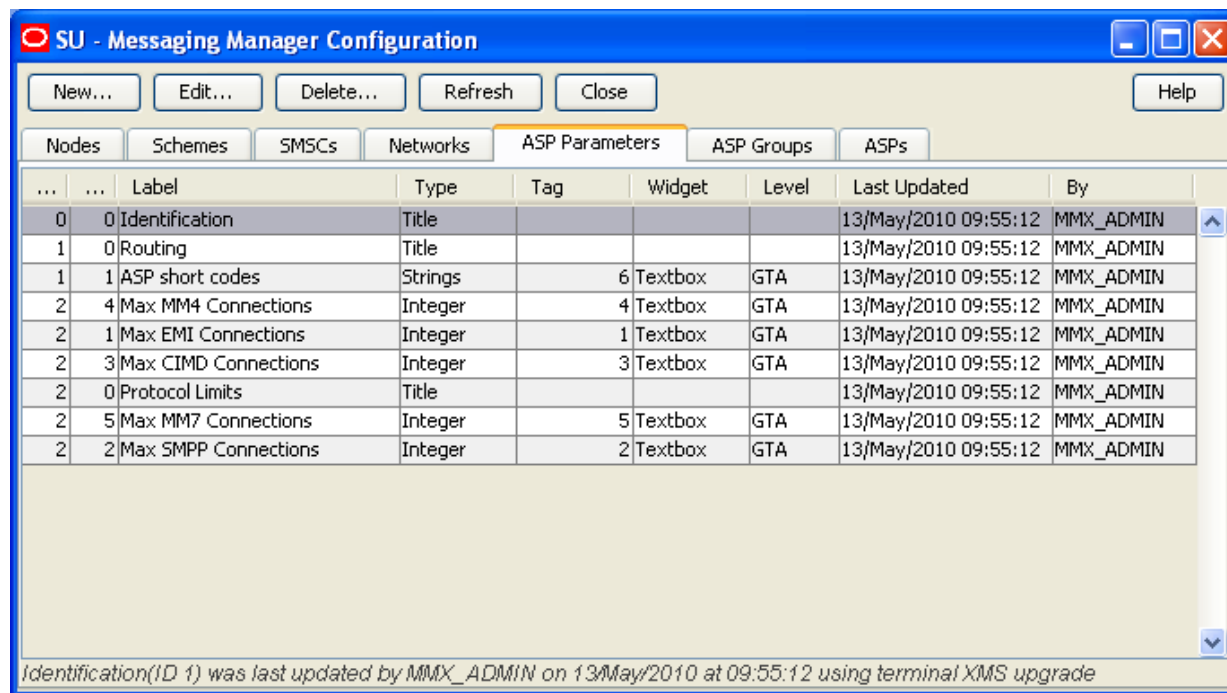 SU - Messaging Manager Configuration
New... Edit... Delete... Refresh Close Help
Nodes Schemes SMSCs Networks ASP Parameters ASP Groups ASPs
... ... Label Type Tag Widget Level Last Updated By
0 0 Identification Title 13/May/2010 09:55:12 MMX_ADMIN
1 0 Routing Title 13/May/2010 09:55:12 MMX_ADMIN
1 1 ASP short codes Strings 6 Textbox GTA 13/May/2010 09:55:12 MMX_ADMIN
2 4 Max MM4 Connections Integer 4 Textbox GTA 13/May/2010 09:55:12 MMX_ADMIN
2 1 Max EMI Connections Integer 1 Textbox GTA 13/May/2010 09:55:12 MMX_ADMIN
2 3 Max CIMD Connections Integer 3 Textbox GTA 13/May/2010 09:55:12 MMX_ADMIN
2 0 Protocol Limits Title 13/May/2010 09:55:12 MMX_ADMIN
2 5 Max MM7 Connections Integer 5 Textbox GTA 13/May/2010 09:55:12 MMX_ADMIN
2 2 Max SMPP Connections Integer 2 Textbox GTA 13/May/2010 09:55:12 MMX_ADMIN
Identification(ID 1) was last updated by MMX_ADMIN on 13/May/2010 at 09:55:12 using terminal XMS upgrade